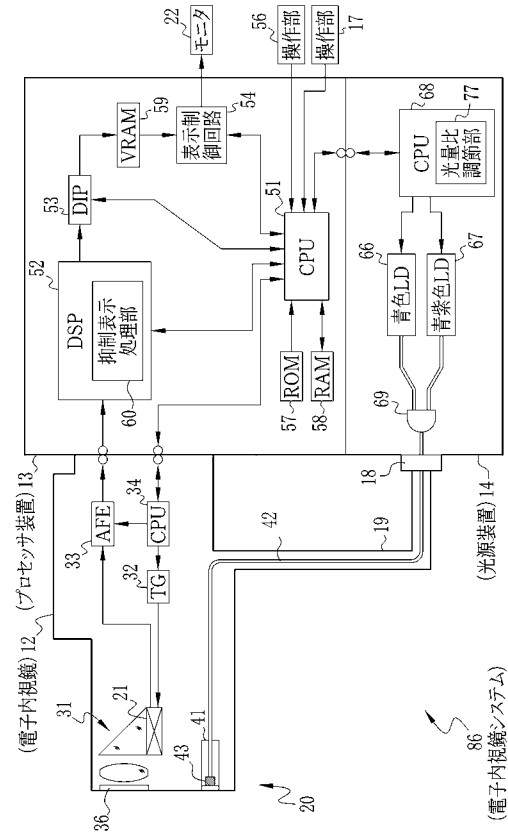 (電子内視鏡) 12
(プロセッサ装置) 13
36
31
21
43
41
20
33
AFE
34
CPU
32
TG
52
DSP
抑制表示
処理部
60
53
DIP
59
VRAM
54
表示制
御回路
22
モニタ
51
CPU
57
ROM
58
RAM
56
操作部
操作部
17
42
19
18
(光源装置) 14
69
66
青色LD
67
青紫色LD
68
CPU
77
光量比
調節部
86
(電子内視鏡システム)